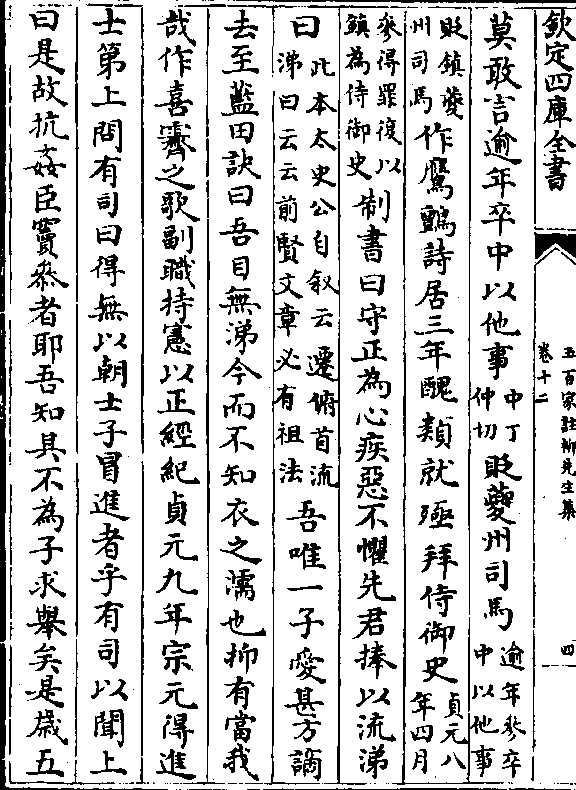 欽定四庫全書
五百家註柳先生集
卷十二
四
莫敢言逾年卒中以他事中丁仲切貶夔州司馬逾年參卒中以他事
貶鎮夔州司馬作鷹鸇詩居三年醜類就殛拜侍御史貞元八年四月
參得罪復以鎮為侍御史制書曰守正為心疾惡不懼先君捧以流涕
曰此本太史公自叙云遷俯首流涕曰云云前賢文章必有祖法吾唯一子愛甚方謫
去至藍田訣曰吾目無涕今而不知衣之濡也抑有當我
哉作喜霽之歌副職持憲以正經紀貞元九年宗元得進
士第上問有司曰得無以朝士子冒進者乎有司以聞上
曰是故抗姦臣竇參者耶吾知其不為子求舉矣是歲五